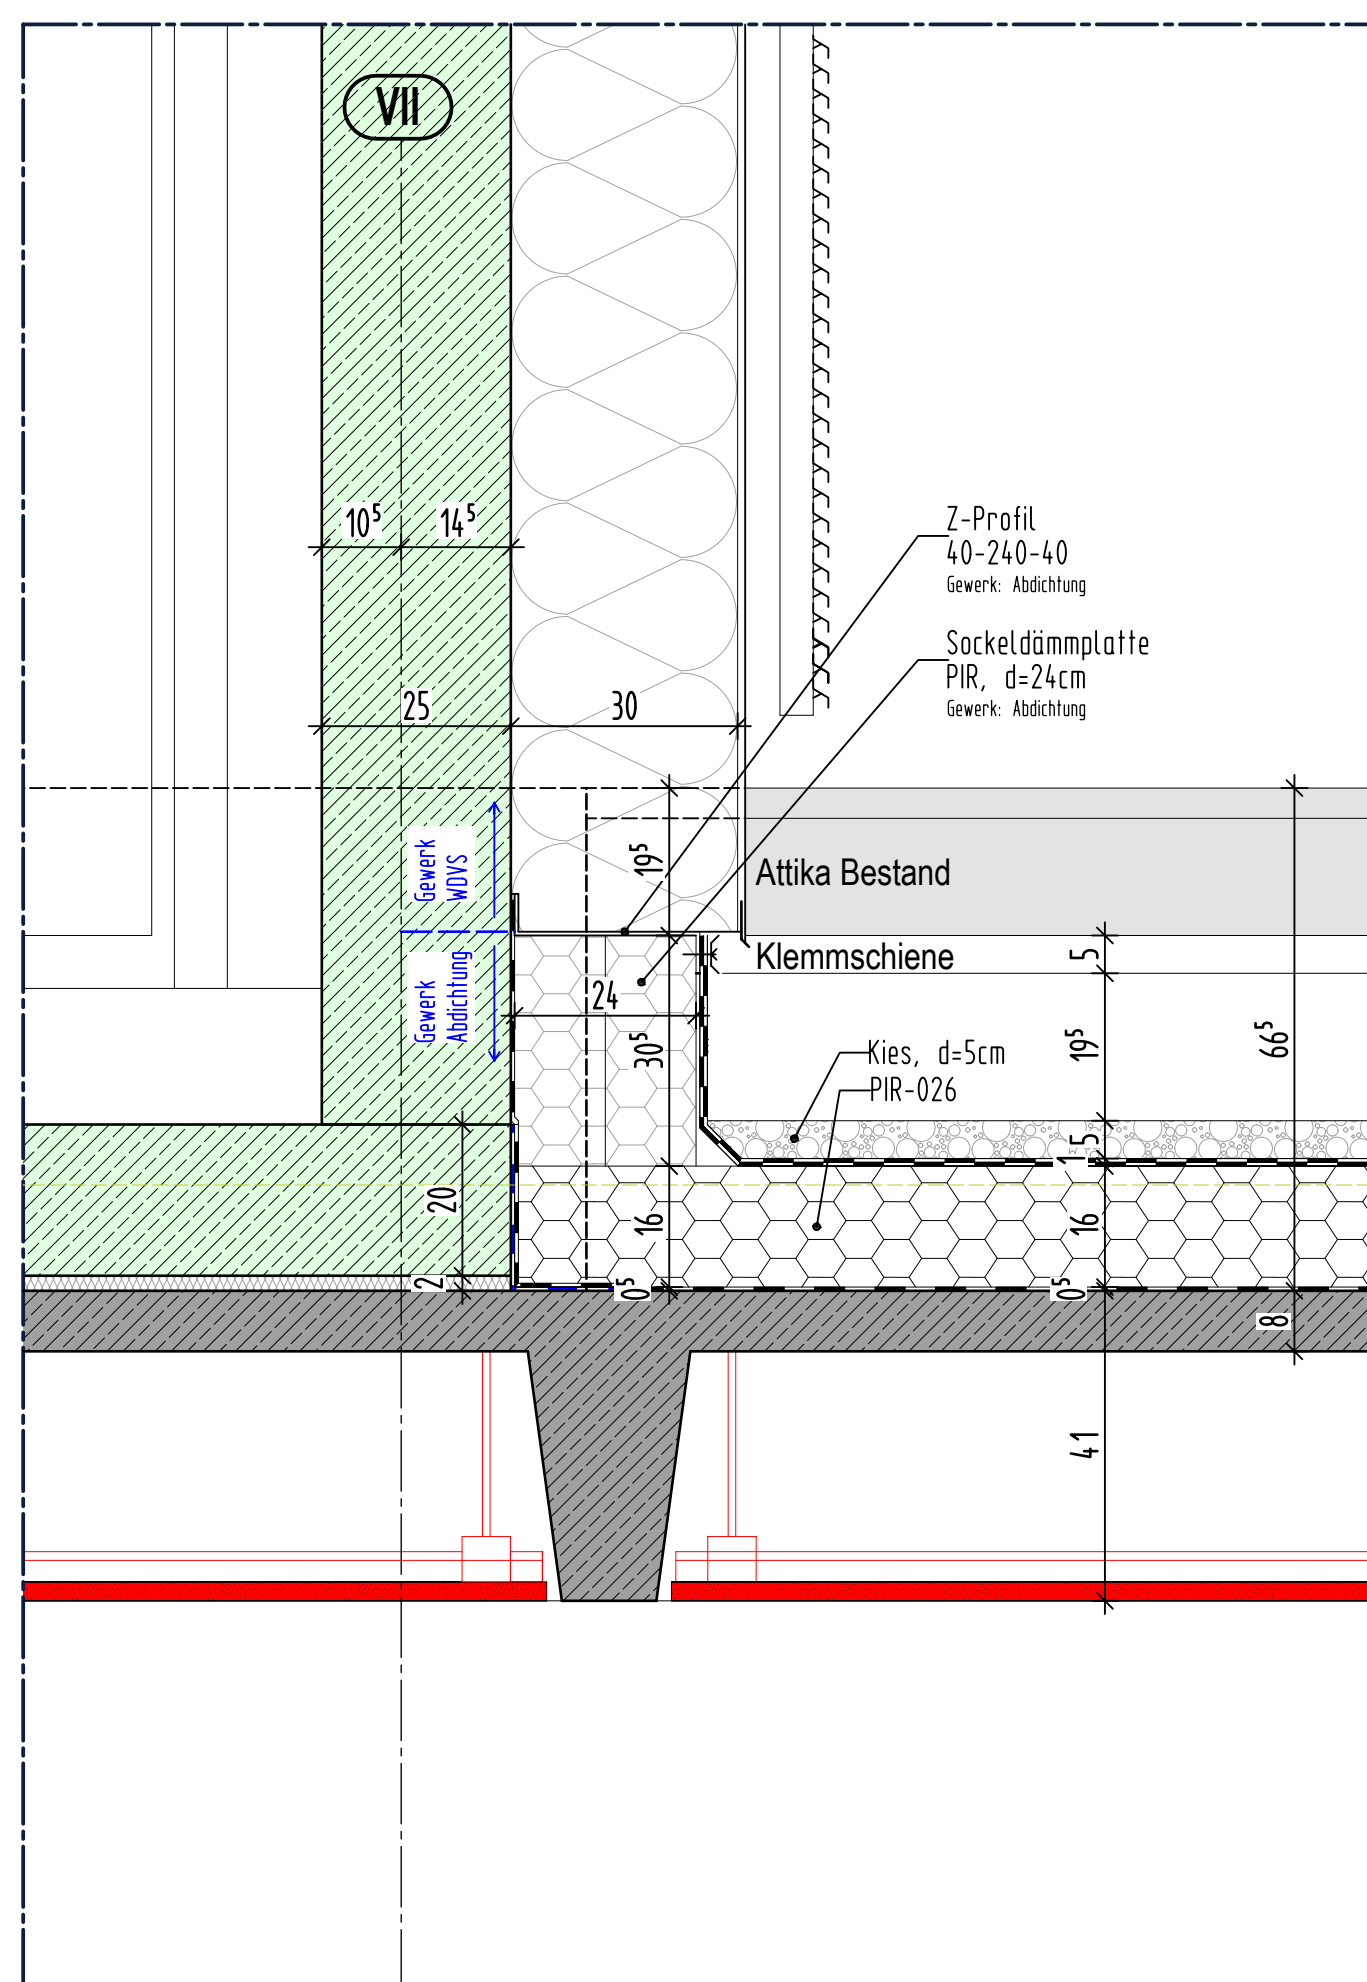 VII
10⁵
14⁵
Z-Profil
40-240-40
Gewerk: Abdichtung
Sockeldämmplatte
PIR, d=24cm
Gewerk: Abdichtung
25
30
Gewerk
WDVS
19⁵
Attika Bestand
Gewerk
Abdichtung
Klemmschiene
5
24
30⁵
19⁵
66⁵
Kies, d=5cm
PIR-026
5
1
20
16
16
2
0⁵
0⁵
8
41